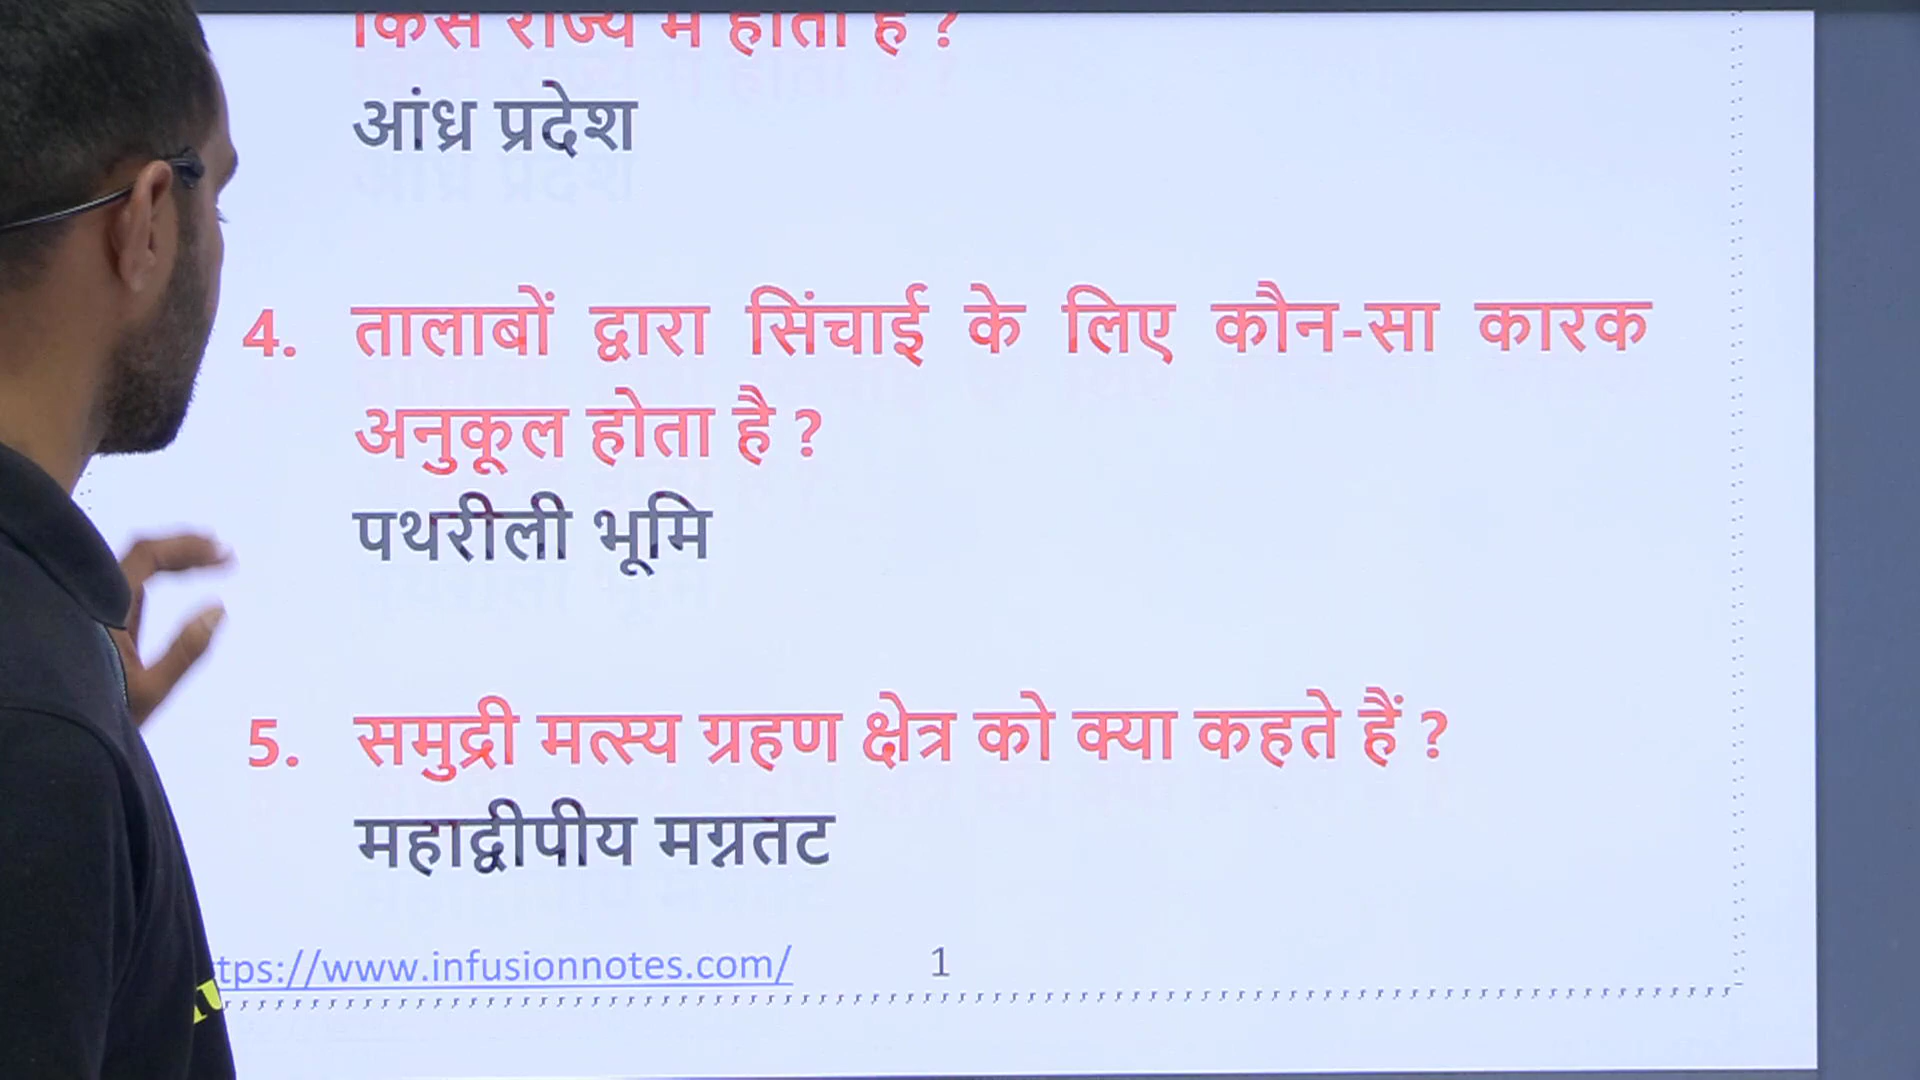 किस राज्य में होता है ?
आंध्र प्रदेश
4. तालाबों द्वारा सिंचाई के लिए कौन-सा कारक
अनुकूल होता है ?
पथरीली भूमि
5. समुद्री मत्स्य ग्रहण क्षेत्र को क्या कहते हैं ?
महाद्वीपीय मग्नतट
tps://www.infusionnotes.com/ 1